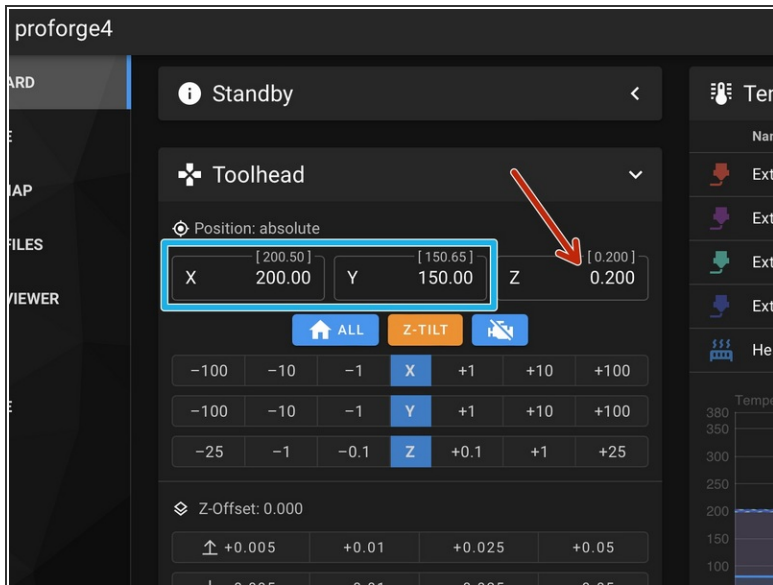 proforge4
ARD
Standby
Ter
Nar
Toolhead
Ext
AP
Position: absolute
Ext
FILES
[ 200.50 ]
[ 150.65 ]
[ 0.200 ]
X 200.00
Y 150.00
Z 0.200
Ext
VIEWER
Ext
ALL
Z-TILT
He
−100 −10 −1 X +1 +10 +100
−100 −10 −1 Y +1 +10 +100
Tempe
380
350
−25 −1 −0.1 Z +0.1 +1 +25
300
250
Z-Offset: 0.000
200
+0.005 +0.01 +0.025 +0.05
150
100